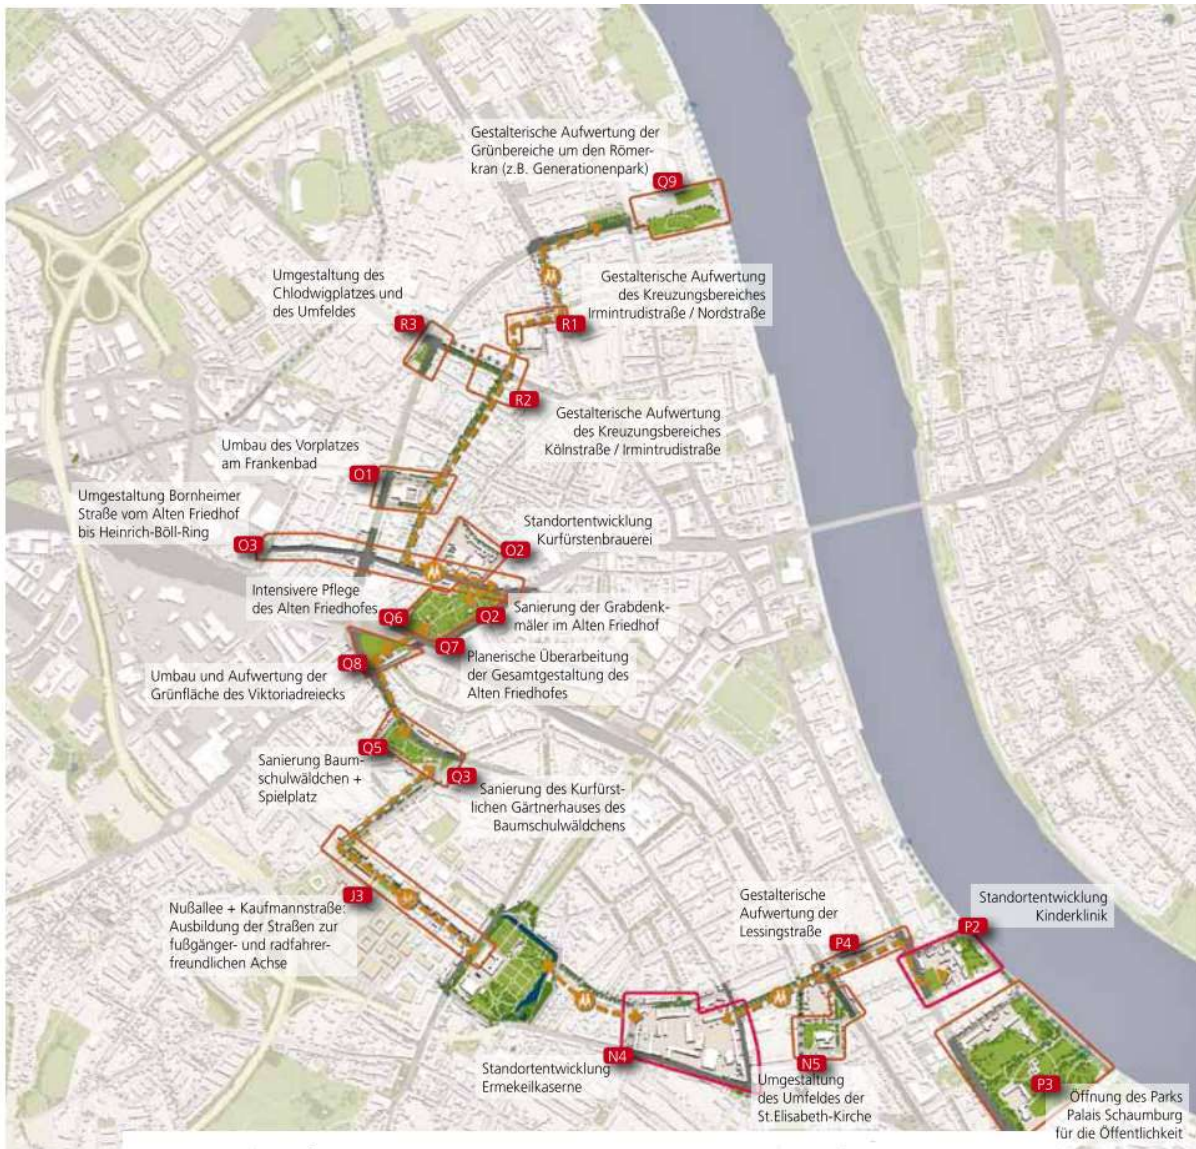 Gestalterische Aufwertung der
Grünbereiche um den Römer-
kran (z.B. Generationenpark)
Q9
Umgestaltung des
Chlodwigplatzes und
des Umfeldes
R3
Gestalterische Aufwertung
des Kreuzungsbereiches
Irmintrudistraße / Nordstraße
R1
R2
Gestalterische Aufwertung
des Kreuzungsbereiches
Kölnstraße / Irmintrudistraße
Umbau des Vorplatzes
am Frankenbad
O1
Umgestaltung Bornheimer
Straße vom Alten Friedhof
bis Heinrich-Böll-Ring
O3
Standortentwicklung
Kurfürstenbrauerei
O2
Intensivere Pflege
des Alten Friedhofes
Q6
Q2
Sanierung der Grabdenk-
mäler im Alten Friedhof
Q7
Planerische Überarbeitung
der Gesamtgestaltung des
Alten Friedhofes
Q8
Umbau und Aufwertung der
Grünfläche des Viktoriadreiecks
Q5
Sanierung Baum-
schulwäldchen +
Spielplatz
Q3
Sanierung des Kurfürst-
lichen Gärtnerhauses des
Baumschulwäldchens
J3
Nußallee + Kaufmannstraße:
Ausbildung der Straßen zur
fußgänger- und radfahrer-
freundlichen Achse
Gestalterische
Aufwertung der
Lessingstraße
P4
Standortentwicklung
Kinderklinik
P2
N4
Standortentwicklung
Ermekeilkaserne
N5
Umgestaltung
des Umfeldes der
St.Elisabeth-Kirche
P3
Öffnung des Parks
Palais Schaumburg
für die Öffentlichkeit